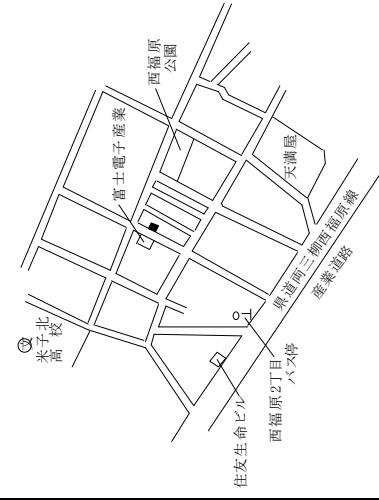 西福原
公園
富士電子産業
天満屋
県道両三柳西福原線
産業道路
文
米子北
高校
西福原2丁目
バス停
住友生命ビル